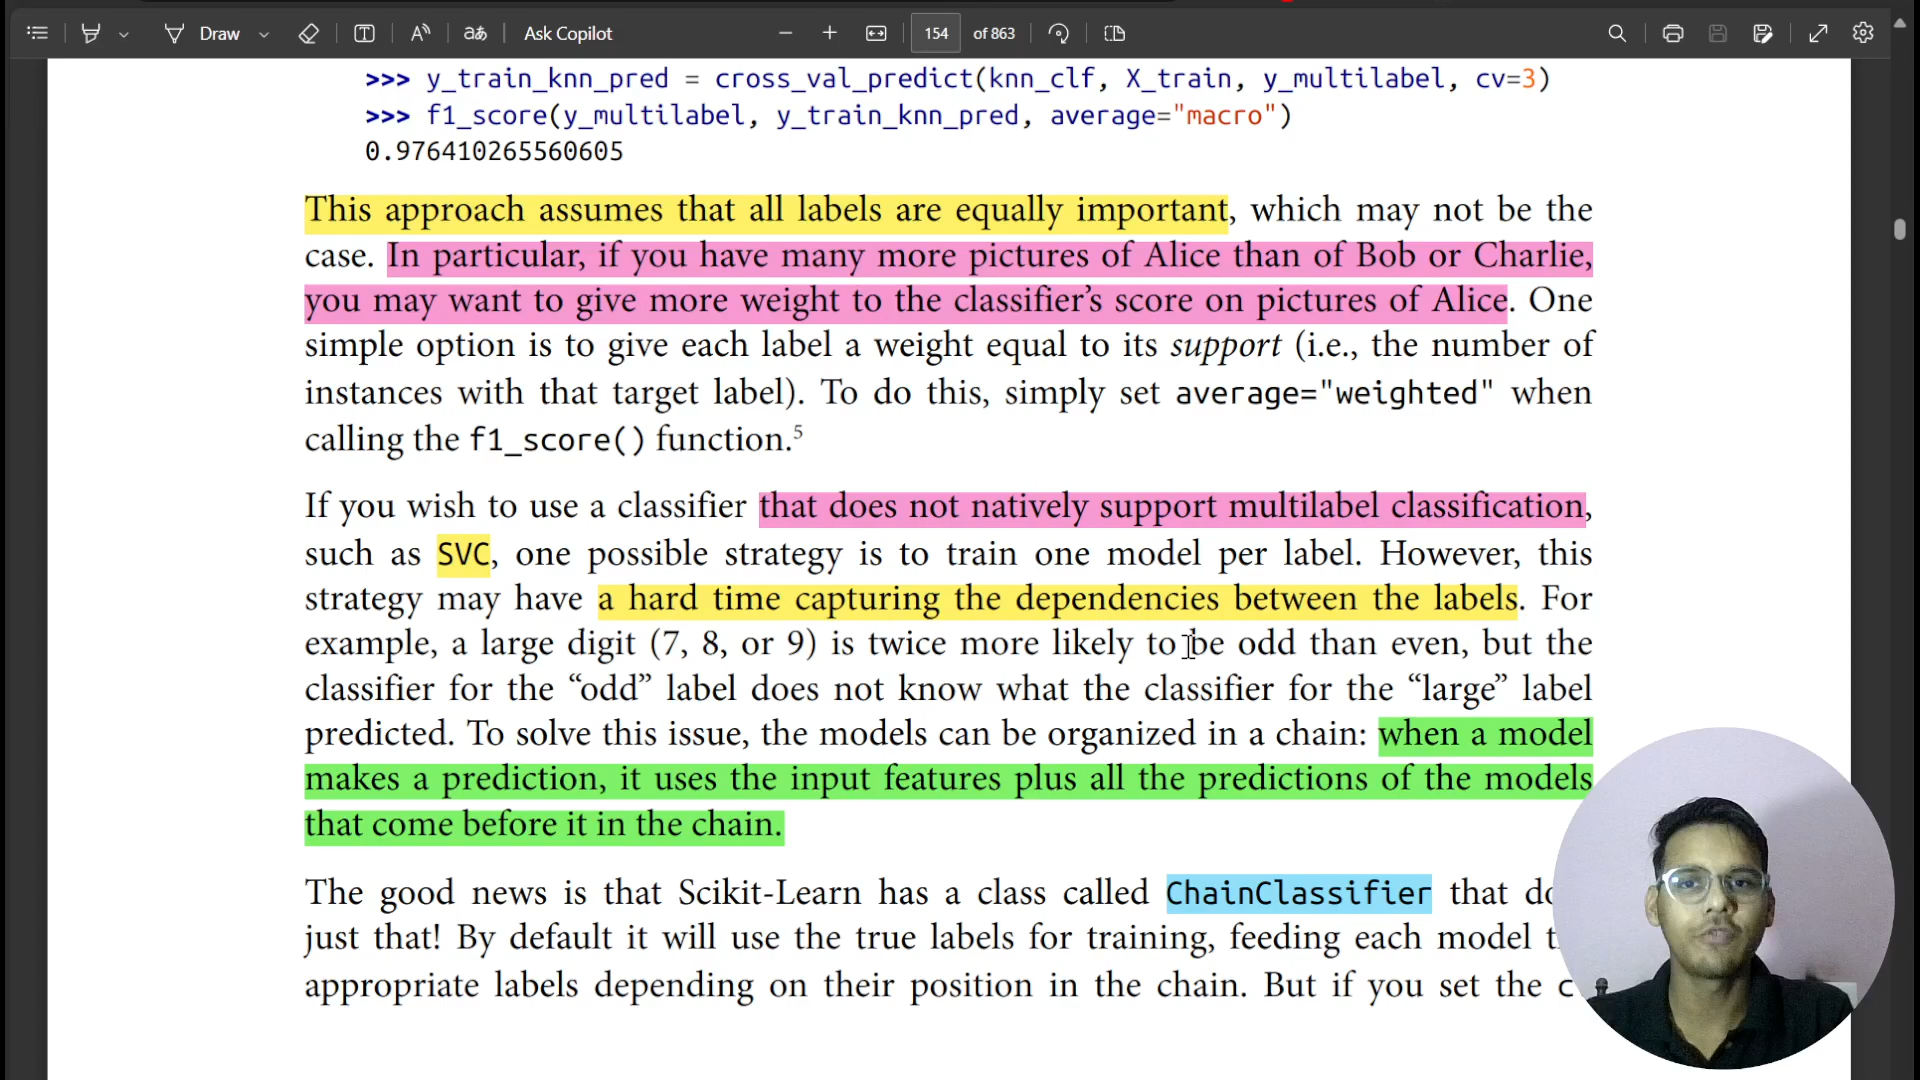 Draw
Ask Copilot
154 of 863
>>> y_train_knn_pred = cross_val_predict(knn_clf, X_train, y_multilabel, cv=3)
>>> f1_score(y_multilabel, y_train_knn_pred, average="macro")
0.976410265560605
This approach assumes that all labels are equally important, which may not be the
case. In particular, if you have many more pictures of Alice than of Bob or Charlie,
you may want to give more weight to the classifier’s score on pictures of Alice. One
simple option is to give each label a weight equal to its support (i.e., the number of
instances with that target label). To do this, simply set average="weighted" when
calling the f1_score() function.5
If you wish to use a classifier that does not natively support multilabel classification,
such as SVC, one possible strategy is to train one model per label. However, this
strategy may have a hard time capturing the dependencies between the labels. For
example, a large digit (7, 8, or 9) is twice more likely to be odd than even, but the
classifier for the “odd” label does not know what the classifier for the “large” label
predicted. To solve this issue, the models can be organized in a chain: when a model
makes a prediction, it uses the input features plus all the predictions of the models
that come before it in the chain.
The good news is that Scikit-Learn has a class called ChainClassifier that
just that! By default it will use the true labels for training, feeding each model
appropriate labels depending on their position in the chain. But if you set the